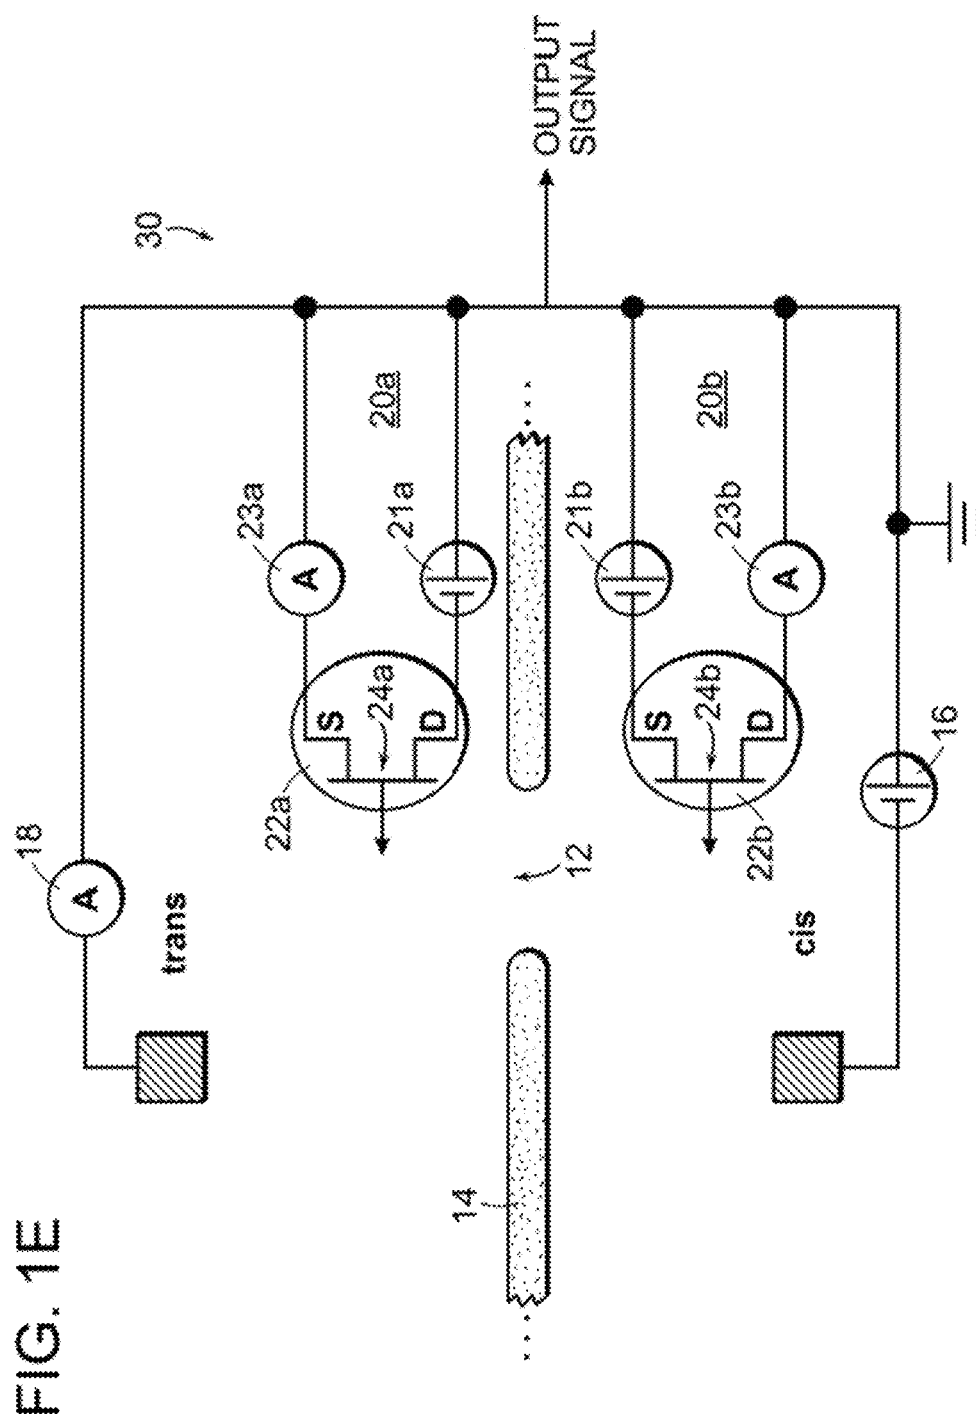 FIG. 1E
30
18
A
trans
23a
A
20a
22a
S
24a
D
21a
OUTPUT
SIGNAL
14
12
21b
S
24b
D
20b
22b
A
23b
cis
16